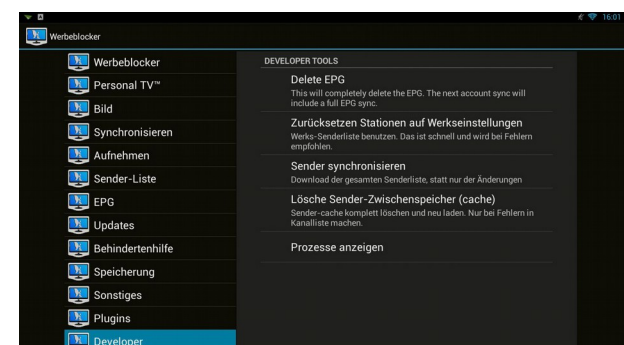 16:01
Werbeblocker
Werbeblocker
Personal TV™
Bild
Synchronisieren
Aufnehmen
Sender-Liste
EPG
Updates
Behindertenhilfe
Speicherung
Sonstiges
Plugins
Developer
DEVELOPER TOOLS
Delete EPG
This will completely delete the EPG. The next account sync will
include a full EPG sync.
Zurücksetzen Stationen auf Werkseinstellungen
Werks-Senderliste benutzen. Das ist schnell und wird bei Fehlern
empfohlen.
Sender synchronisieren
Download der gesamten Senderliste, statt nur der Änderungen
Lösche Sender-Zwischenspeicher (cache)
Sender-cache komplett löschen und neu laden. Nur bei Fehlern in
Kanalliste machen.
Prozesse anzeigen